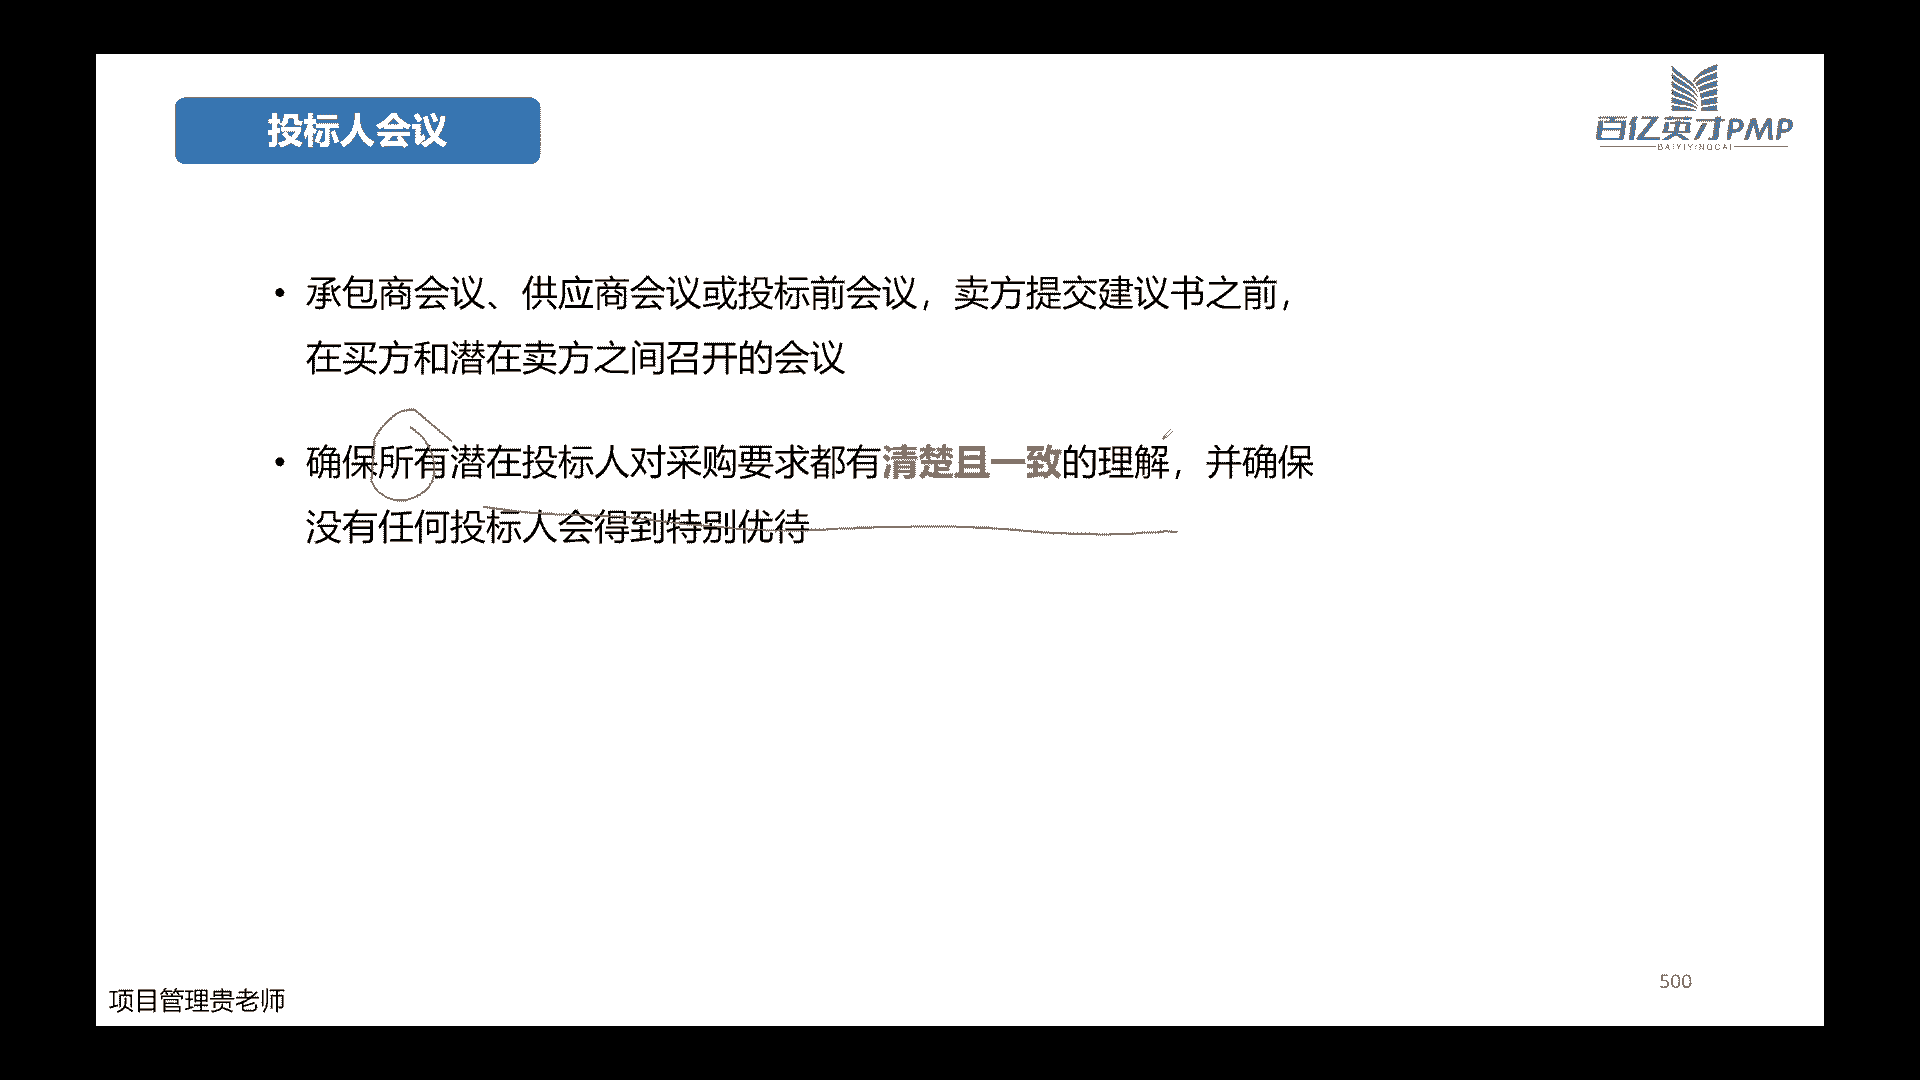 投标人会议
百亿英才PMP
BAIYIYINGCAI
• 承包商会议、供应商会议或投标前会议，卖方提交建议书之前，
在买方和潜在卖方之间召开的会议
• 确保所有潜在投标人对采购要求都有清楚且一致的理解，并确保
没有任何投标人会得到特别优待
500
项目管理贵老师